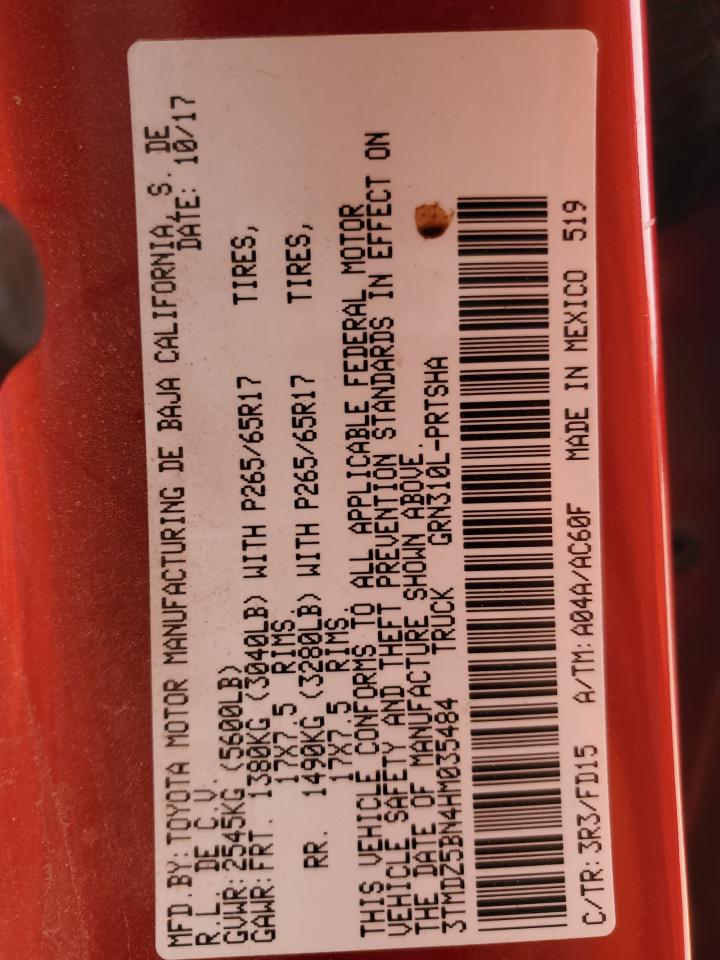 MFD.BY:TOYOTA MOTOR MANUFACTURING DE BAJA CALIFORNIA, S. DE
R.L. DE C.V. DATE: 10/17
GVWR:2545KG (5600LB)
GAWR:FRT. 1380KG (3040LB) WITH P265/65R17 TIRES,
17X7.5 RIMS.
RR. 1490KG (3280LB) WITH P265/65R17 TIRES,
17X7.5 RIMS.
THIS VEHICLE CONFORMS TO ALL APPLICABLE FEDERAL MOTOR
VEHICLE SAFETY AND THEFT PREVENTION STANDARDS IN EFFECT ON
THE DATE OF MANUFACTURE SHOWN ABOVE.
3TMDZ5BN4HM035484 TRUCK GRN310L-PRTSHA
C/TR: 3R3/FD15 A/TM: A04A/AC60F MADE IN MEXICO 519